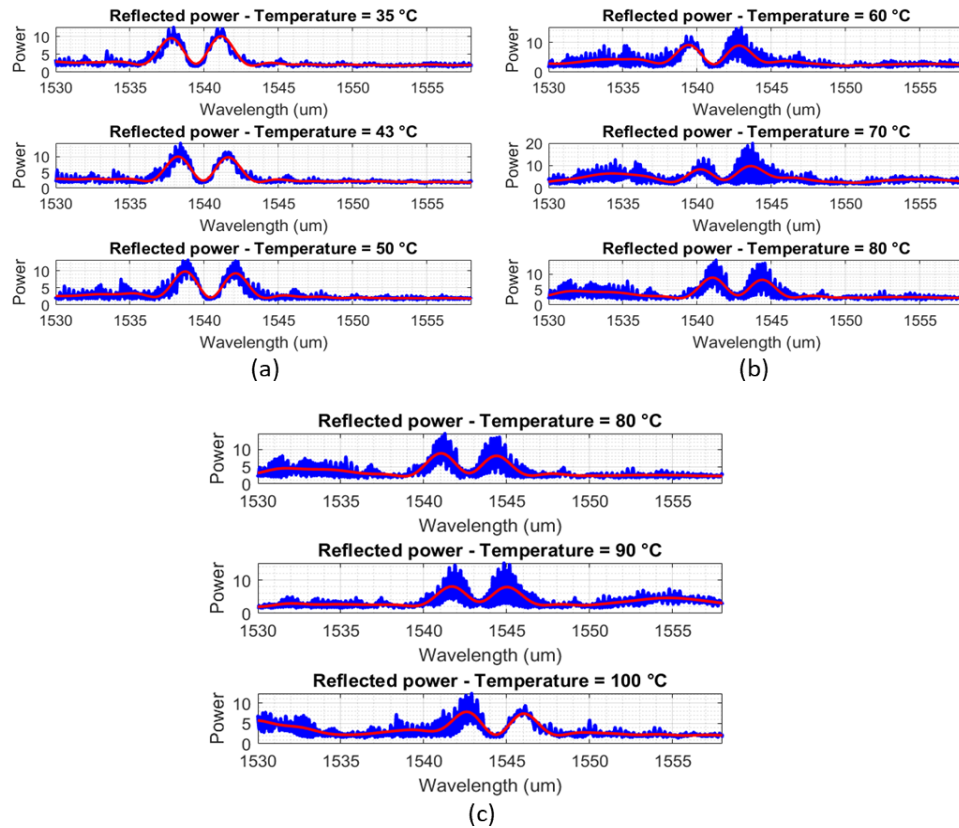 Reflected power - Temperature = 35 °C
Power
10
5
0
1530 1535 1540 1545 1550 1555
Wavelength (um)
Reflected power - Temperature = 43 °C
Power
10
5
0
1530 1535 1540 1545 1550 1555
Wavelength (um)
Reflected power - Temperature = 50 °C
Power
10
5
0
1530 1535 1540 1545 1550 1555
Wavelength (um)
(a)
Reflected power - Temperature = 60 °C
Power
10
5
0
1530 1535 1540 1545 1550 1555
Wavelength (um)
Reflected power - Temperature = 70 °C
Power
20
10
0
1530 1535 1540 1545 1550 1555
Wavelength (um)
Reflected power - Temperature = 80 °C
Power
10
5
0
1530 1535 1540 1545 1550 1555
Wavelength (um)
(b)
Reflected power - Temperature = 80 °C
Power
10
5
0
1530 1535 1540 1545 1550 1555
Wavelength (um)
Reflected power - Temperature = 90 °C
Power
10
5
0
1530 1535 1540 1545 1550 1555
Wavelength (um)
Reflected power - Temperature = 100 °C
Power
10
5
0
1530 1535 1540 1545 1550 1555
Wavelength (um)
(c)